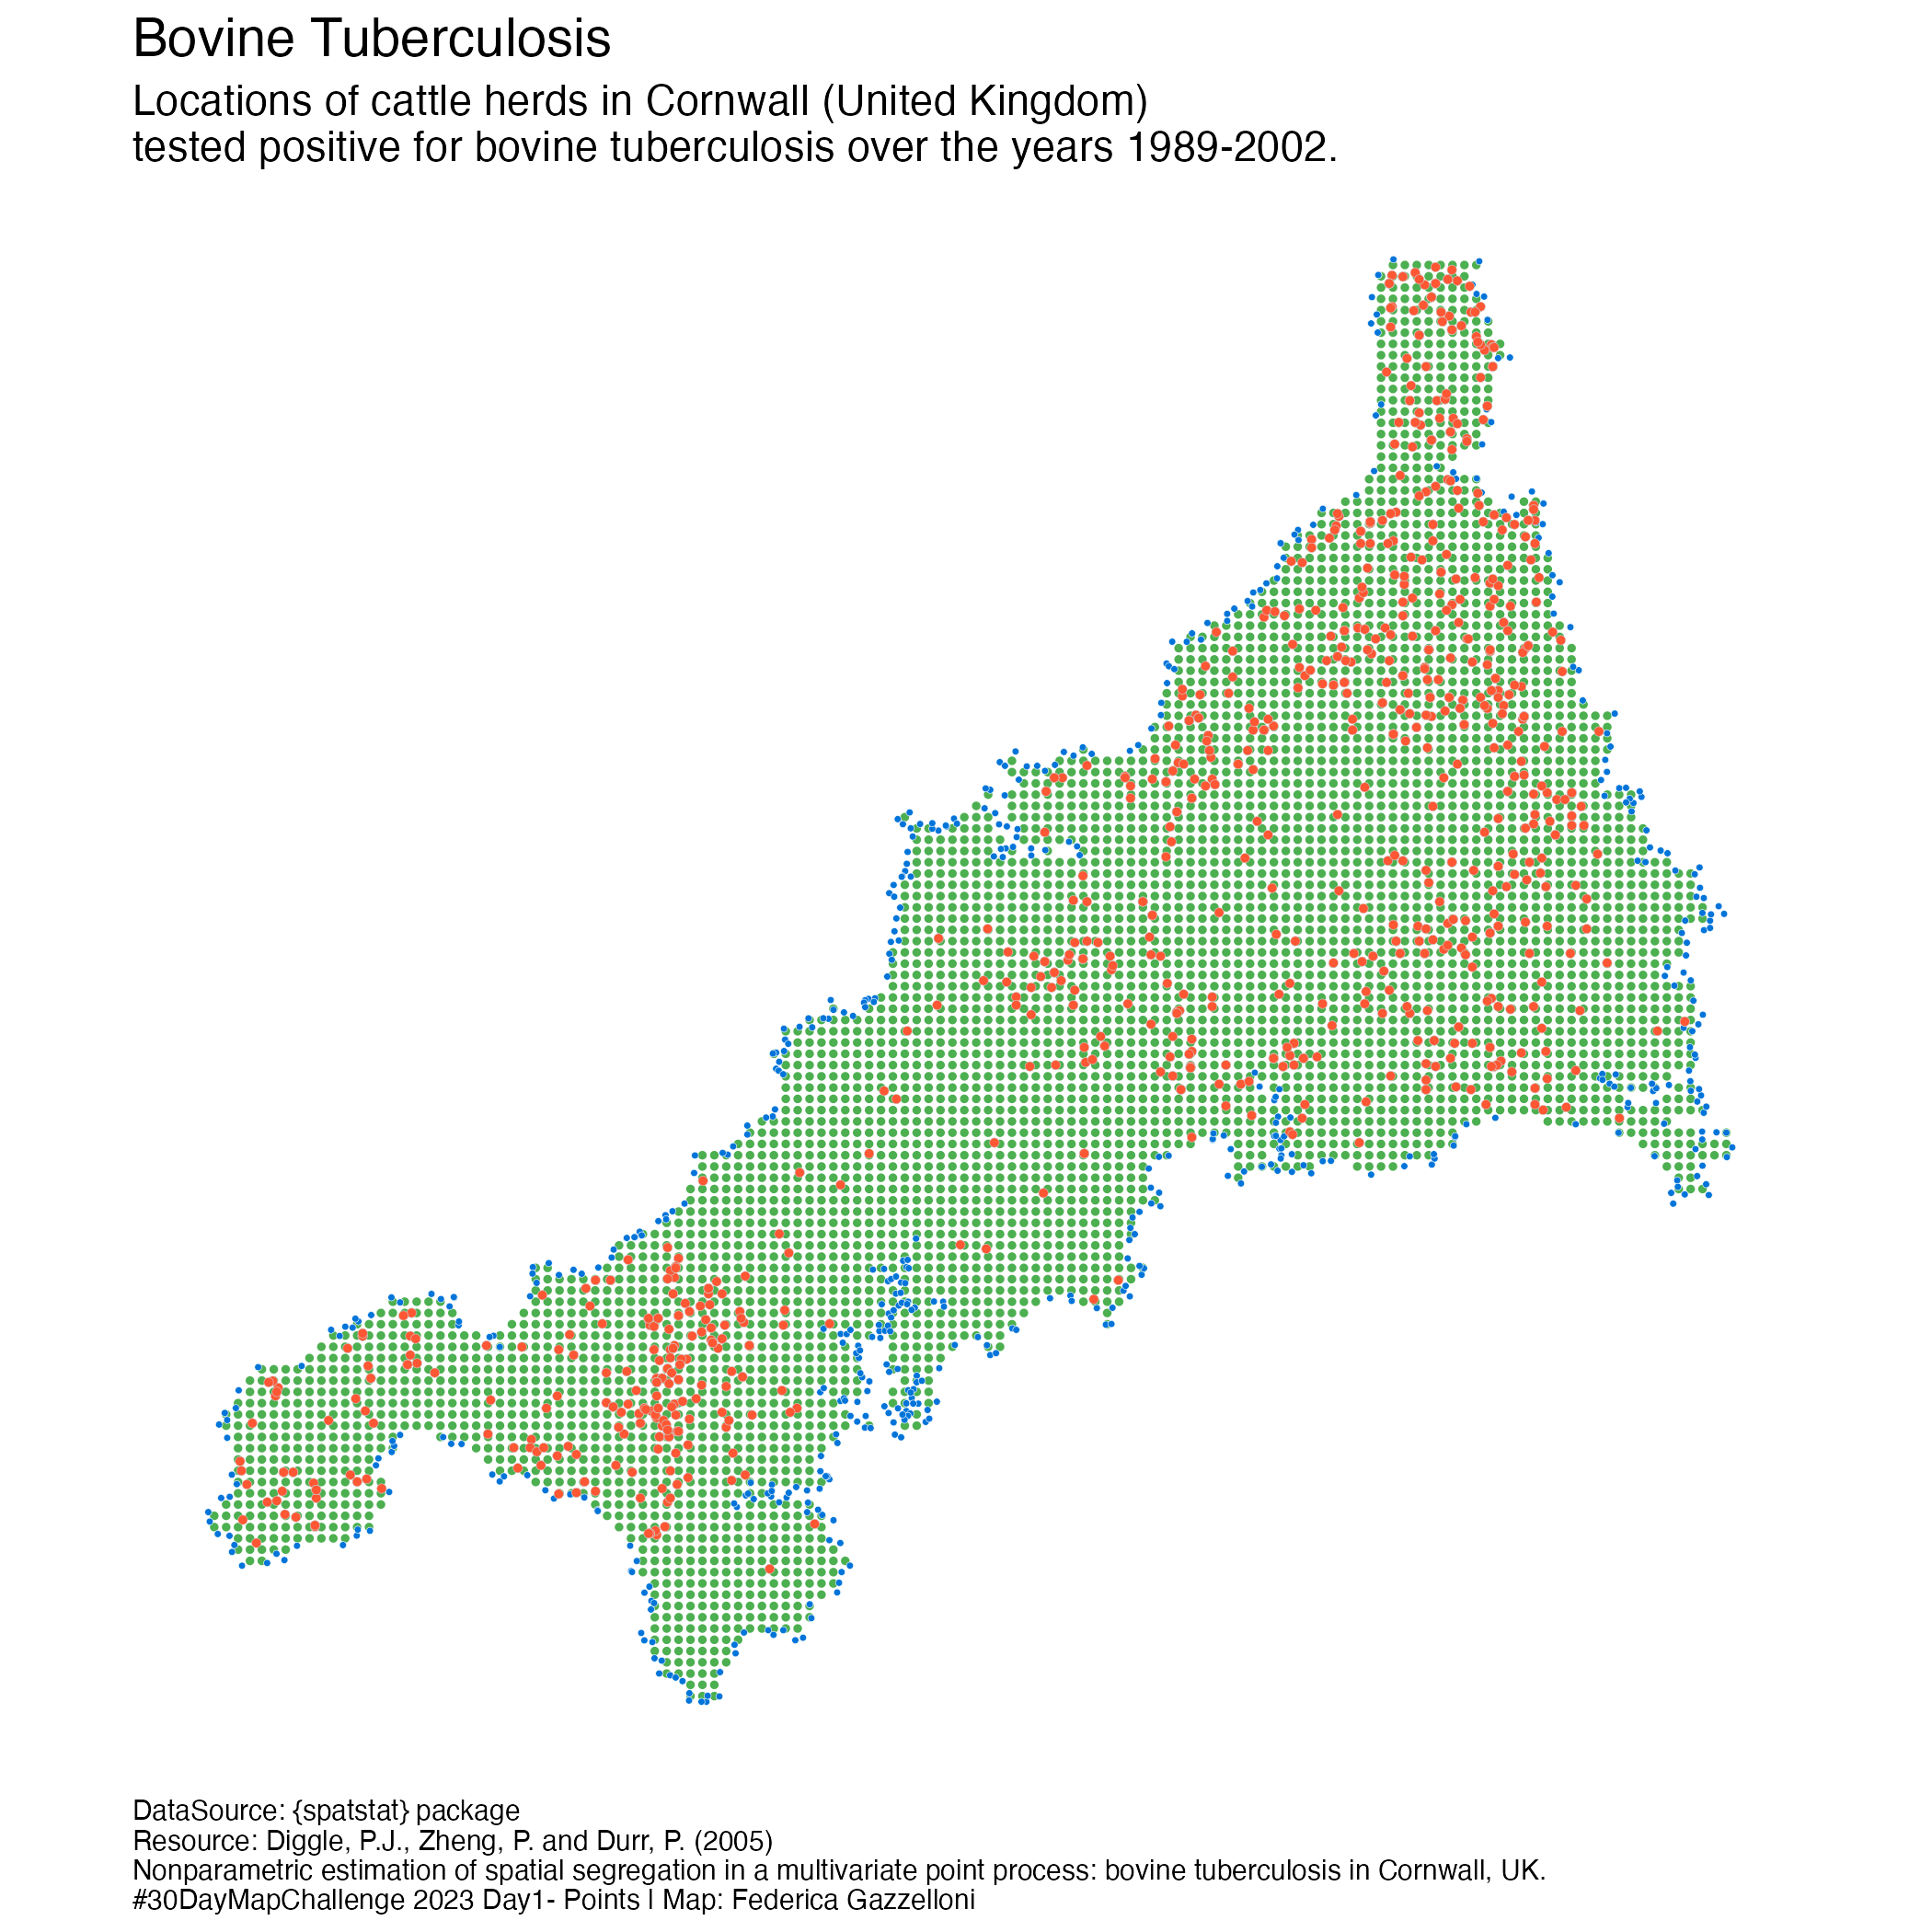 Bovine Tuberculosis
Locations of cattle herds in Cornwall (United Kingdom)
tested positive for bovine tuberculosis over the years 1989-2002.
DataSource: {spatstat} package
Resource: Diggle, P.J., Zheng, P. and Durr, P. (2005)
Nonparametric estimation of spatial segregation in a multivariate point process: bovine tuberculosis in Cornwall, UK.
#30DayMapChallenge 2023 Day1- Points | Map: Federica Gazzelloni